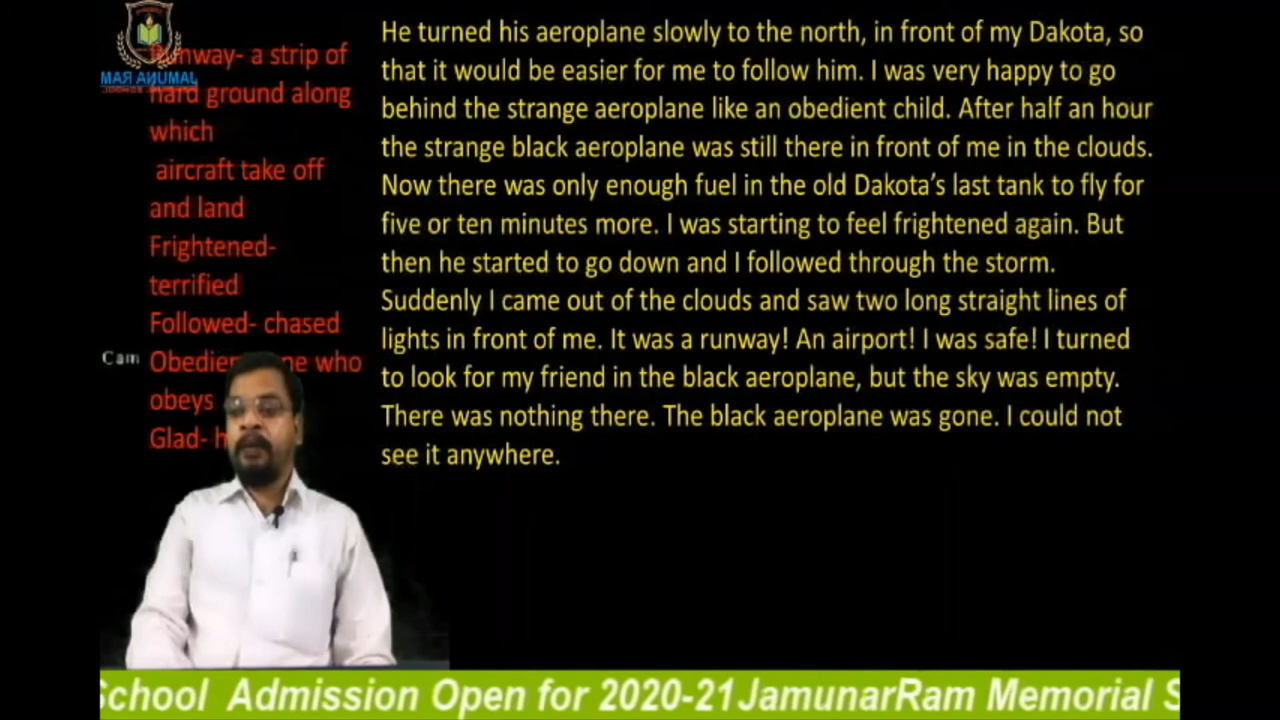 JAMUNA RAM
Runway- a strip of
hard ground along
which
aircraft take off
and land
Frightened-
terrified
Followed- chased
Cam
who
obeys
Glad-
He turned his aeroplane slowly to the north, in front of my Dakota, so
that it would be easier for me to follow him. I was very happy to go
behind the strange aeroplane like an obedient child. After half an hour
the strange black aeroplane was still there in front of me in the clouds.
Now there was only enough fuel in the old Dakota’s last tank to fly for
five or ten minutes more. I was starting to feel frightened again. But
then he started to go down and I followed through the storm.
Suddenly I came out of the clouds and saw two long straight lines of
lights in front of me. It was a runway! An airport! I was safe! I turned
to look for my friend in the black aeroplane, but the sky was empty.
There was nothing there. The black aeroplane was gone. I could not
see it anywhere.
School Admission Open for 2020-21 JamunarRam Memorial S